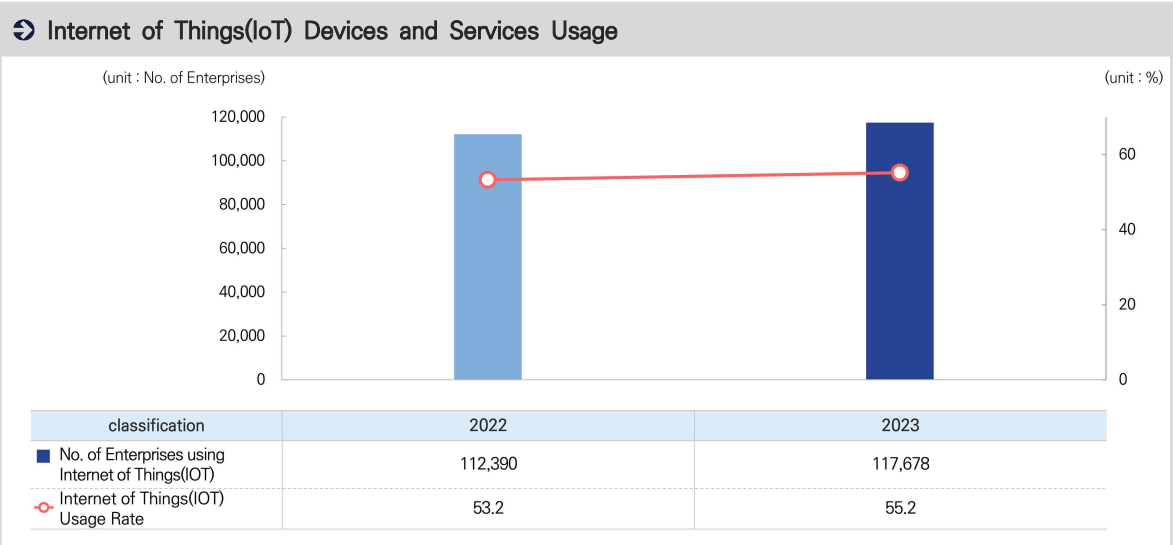 Internet of Things(IoT) Devices and Services Usage
(unit : No. of Enterprises)
(unit : %)
120,000
100,000
80,000
60,000
40,000
20,000
0
60
40
20
0
classification 2022 2023
No. of Enterprises using
Internet of Things(IOT)
112,390 117,678
Internet of Things(IOT)
Usage Rate
53.2 55.2